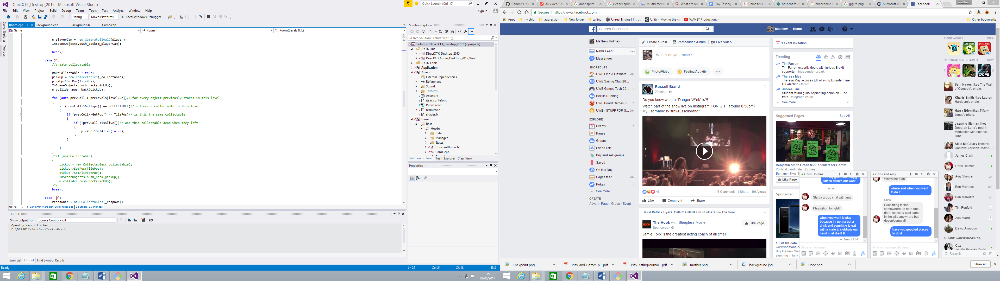 DirectXTK_Desktop_2015 - Microsoft Visual Studio
Quick Launch (Ctrl+Q)
File Edit View Project Build Debug Team Tools Test Analyze Window Help
Sign in
Debug Mixed Platforms Local Windows Debugger
Room.cpp Background.cpp Background.h Game.cpp
Game Room Room(Levels & L)
Server Explorer
Toolbox
m_playerCam = new CameraFollow2D(player);
InSceneObjects.push_back(m_playerCam);
break;
case'$':
//create collecatable
makeCollectable = true;
pickUp = new Collectables(_collectable);
pickUp->SetPos(TilePos);
InSceneObjects.push_back(pickUp);
m_collider.push_back(pickUp);
for (auto prevColl : preLevels[levelCur])// for every object previously stored in this level
{
if (prevColl->GetType() == COLLECTIBLE)//is there a collectable in this level
{
if (prevColl->GetPos() == TilePos)// is this the same collectable
{
if (!prevColl->isAlive())// was this collectable dead when they left
{
pickUp->SetAlive(false);
}
}
}
}
/*if (makeCollectable)
{
pickUp = new Collectables(_collectable);
pickUp->SetPos(TilePos);
pickUp->SetAlive(true);
InSceneObjects.push_back(pickUp);
m_collider.push_back(pickUp);
}*/
break;
case '@':
respawner = new Collectables(_respawn);
100 % Benjamin Meredith, 50 minutes ago | 5 authors, 35 changes
Output
Show output from: Source Control - Git
Opening repositories:
D:\GEA2017-Jet-Set-Train-Wreck
Error List Output Find Symbol Results
Ready Ln 22 Col 21 Ch 18 INS
Solution Explorer
Search Solution Explorer (Ctrl+;)
Solution 'DirectXTK_Desktop_2015' (7 projects)
DXTK Libs
DirectXTK_Desktop_2015
DirectXTKAudio_Desktop_2015_Win8
DXTK Tools
Application
Assets
External Dependencies
References
Sound
Textures
Assets.rc
italic.spritefont
Pilons.wav
resource.h
shader.fx
Game
Base
Header
Data
Manager
States
ConstantBuffer.h
Game.cpp
Solution Explorer Team Explorer Class View
Properties
19:50
03/05/2017
Commits · G 34 Video Ga door sprite - cleaner sprit multidimens What are ma Play Testing China tells U Student foun checkpoint s jpg to png - Microsoft W Facebook
matthew
Secure https://www.facebook.com
Apps my shit!! aggression New folder sailing Unreal Engine | Introd Unity - Moving the ca WAHEY Productions - Other bookmarks
Search Facebook
Matthew Home
Matthew Holmes
News Feed
Messenger
SHORTCUTS
UWE Find A Flatmate 20+
UWE Sailing Club 20...
UWE Games Tech 20... 1
Bekkis Running
UWE Board Games S... 5
UWE - STUFF FOR S... 20+
EXPLORE
Events 1
Pages
Groups
Friend lists
Buy and sell groups
Saved
On this Day
Pages feed 20+
Pokes 1
See more...
CREATE
Advert · Page · Group · Event
Create a Post Photo/Video Album Live Video
What's on your mind?
Photo/Video Feeling/Activity
Russell Brand
29 mins
Do you know what a "Danger W*nk" is?!
Watch part of the show live on Instagram TONIGHT around 8.30pm!
My username is "trewrussellbrand"
46 6 Comments 1 Share 10k Views
Like Comment Share
David Patrick Byers, Callum Gillard and 44 others like The Hook.
HOOK
The Hook with Sleepless Movie.
Sponsored
Like Page
Jamie Foxx is the greatest acting coach of all time!
1 event invitation
Trending
Tim Farron
Tim Farron expertly deals with furious Brexit
supporter - independent.co.uk
Theresa May
Theresa May accuses EU of trying to undermine
UK election - ft.com
Jubilee Line
Student found guilty of planting bomb on Tube
train - telegraph.co.uk
See more
Suggested Pages See All
Vote Green
Benjamin Smith Green MP Candidate for Cardiff...
Political candidate · 85 likes
Benjamin likes th
Like Page
Sponsored
16GB UK data
www.vodafone.co
Buy the new Sam
stunning infinity
Chris Holmes
late to crunch our work
18:59
Start a group chat with amy
Playstsfion tonight?
when you want to play
because im gonna get a
drink and somrhing to eat
with a mate to clebtrate our
hand in at like 8 9
Seen 19:44
Type a message...
Chris and Amy
Whsts the plan
where and when you want
to do it
Chris
I was trting to find
somewhere up here but i
didnt realise u cant camp
in the wild anywhere but
devon/cornwall
have you googled places
to do it
Type a message, @name...
YOUR GAMES MORE
SCRABBLE
RECOMMENDED GAMES MORE
C-OPS
Sam Hayes likes The Wall
of Comedy's photo.
Kharis Smith likes Lauren
Hardacre's photo.
Harry Eden likes Tiffany
Jones's photo.
Jazmine Sleman likes
Deborah Lang's post in
Meditation Mindfulness -
June.
Alice McCleary likes No
Context Clarkson, May &
James Clark
Chris Holmes
Amy Stanger 2h
Ben McInnes 6m
Ben Meredith 1m
Tim Penfold 1
Alex Ward 1
David Ammoun
GROUP CONVERSATIONS
Cuz
Jennifer, Rebekka, Daniel
Search
Chekpoint.png Play-and-Games-p....pdf PlayTestingJournal....pdf mother.png background.jpg Door.png Show all